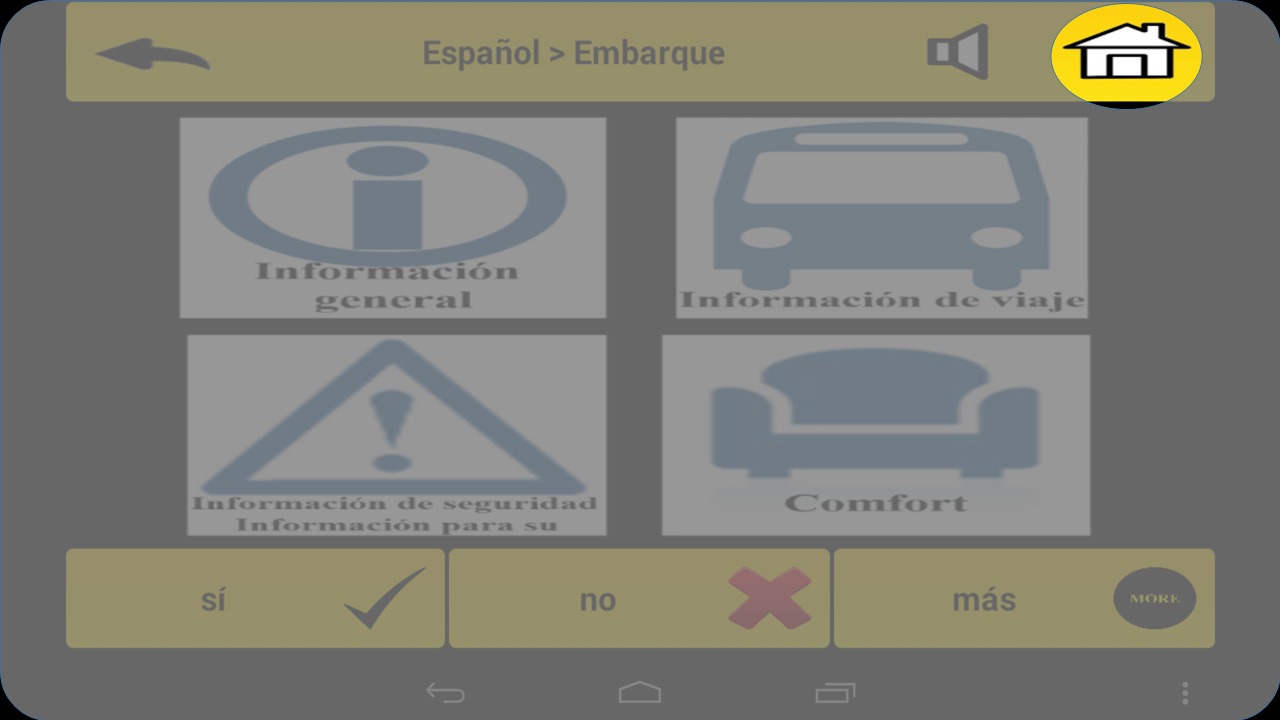 Español > Embarque
Información
general
Información de viaje
Información de seguridad
Información para su
Comfort
sí
no
más
MORE